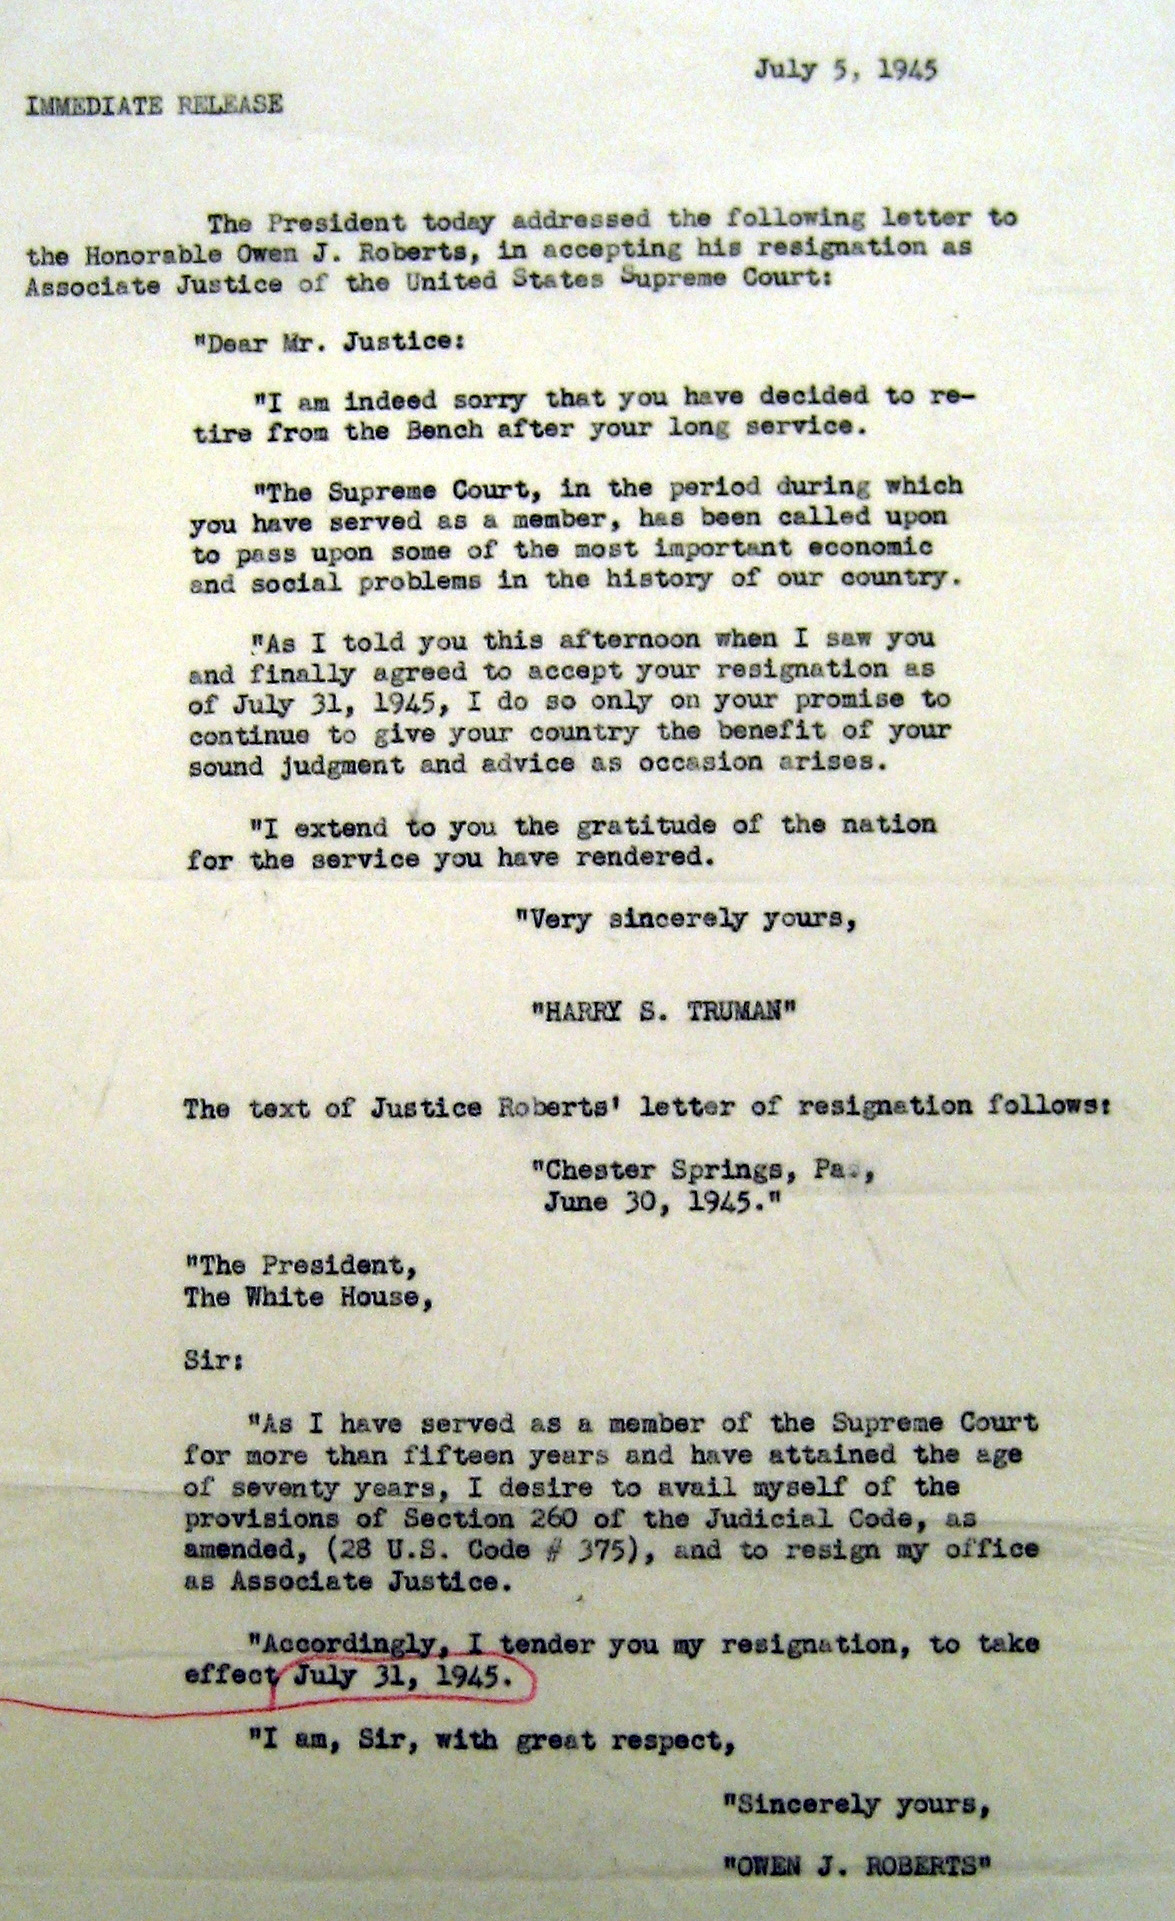 July 5, 1945
IMMEDIATE RELEASE
The President today addressed the following letter to
the Honorable Owen J. Roberts, in accepting his resignation as
Associate Justice of the United States Supreme Court:
"Dear Mr. Justice:
"I am indeed sorry that you have decided to re-
tire from the Bench after your long service.
"The Supreme Court, in the period during which
you have served as a member, has been called upon
to pass upon some of the most important economic
and social problems in the history of our country.
"As I told you this afternoon when I saw you
and finally agreed to accept your resignation as
of July 31, 1945, I do so only on your promise to
continue to give your country the benefit of your
sound judgment and advice as occasion arises.
"I extend to you the gratitude of the nation
for the service you have rendered.
"Very sincerely yours,
"HARRY S. TRUMAN"
The text of Justice Roberts' letter of resignation follows:
"Chester Springs, Pa.,
June 30, 1945."
"The President,
The White House,
Sir:
"As I have served as a member of the Supreme Court
for more than fifteen years and have attained the age
of seventy years, I desire to avail myself of the
provisions of Section 260 of the Judicial Code, as
amended, (28 U.S. Code # 375), and to resign my office
as Associate Justice.
"Accordingly, I tender you my resignation, to take
effect July 31, 1945.
"I am, Sir, with great respect,
"Sincerely yours,
"OWEN J. ROBERTS"